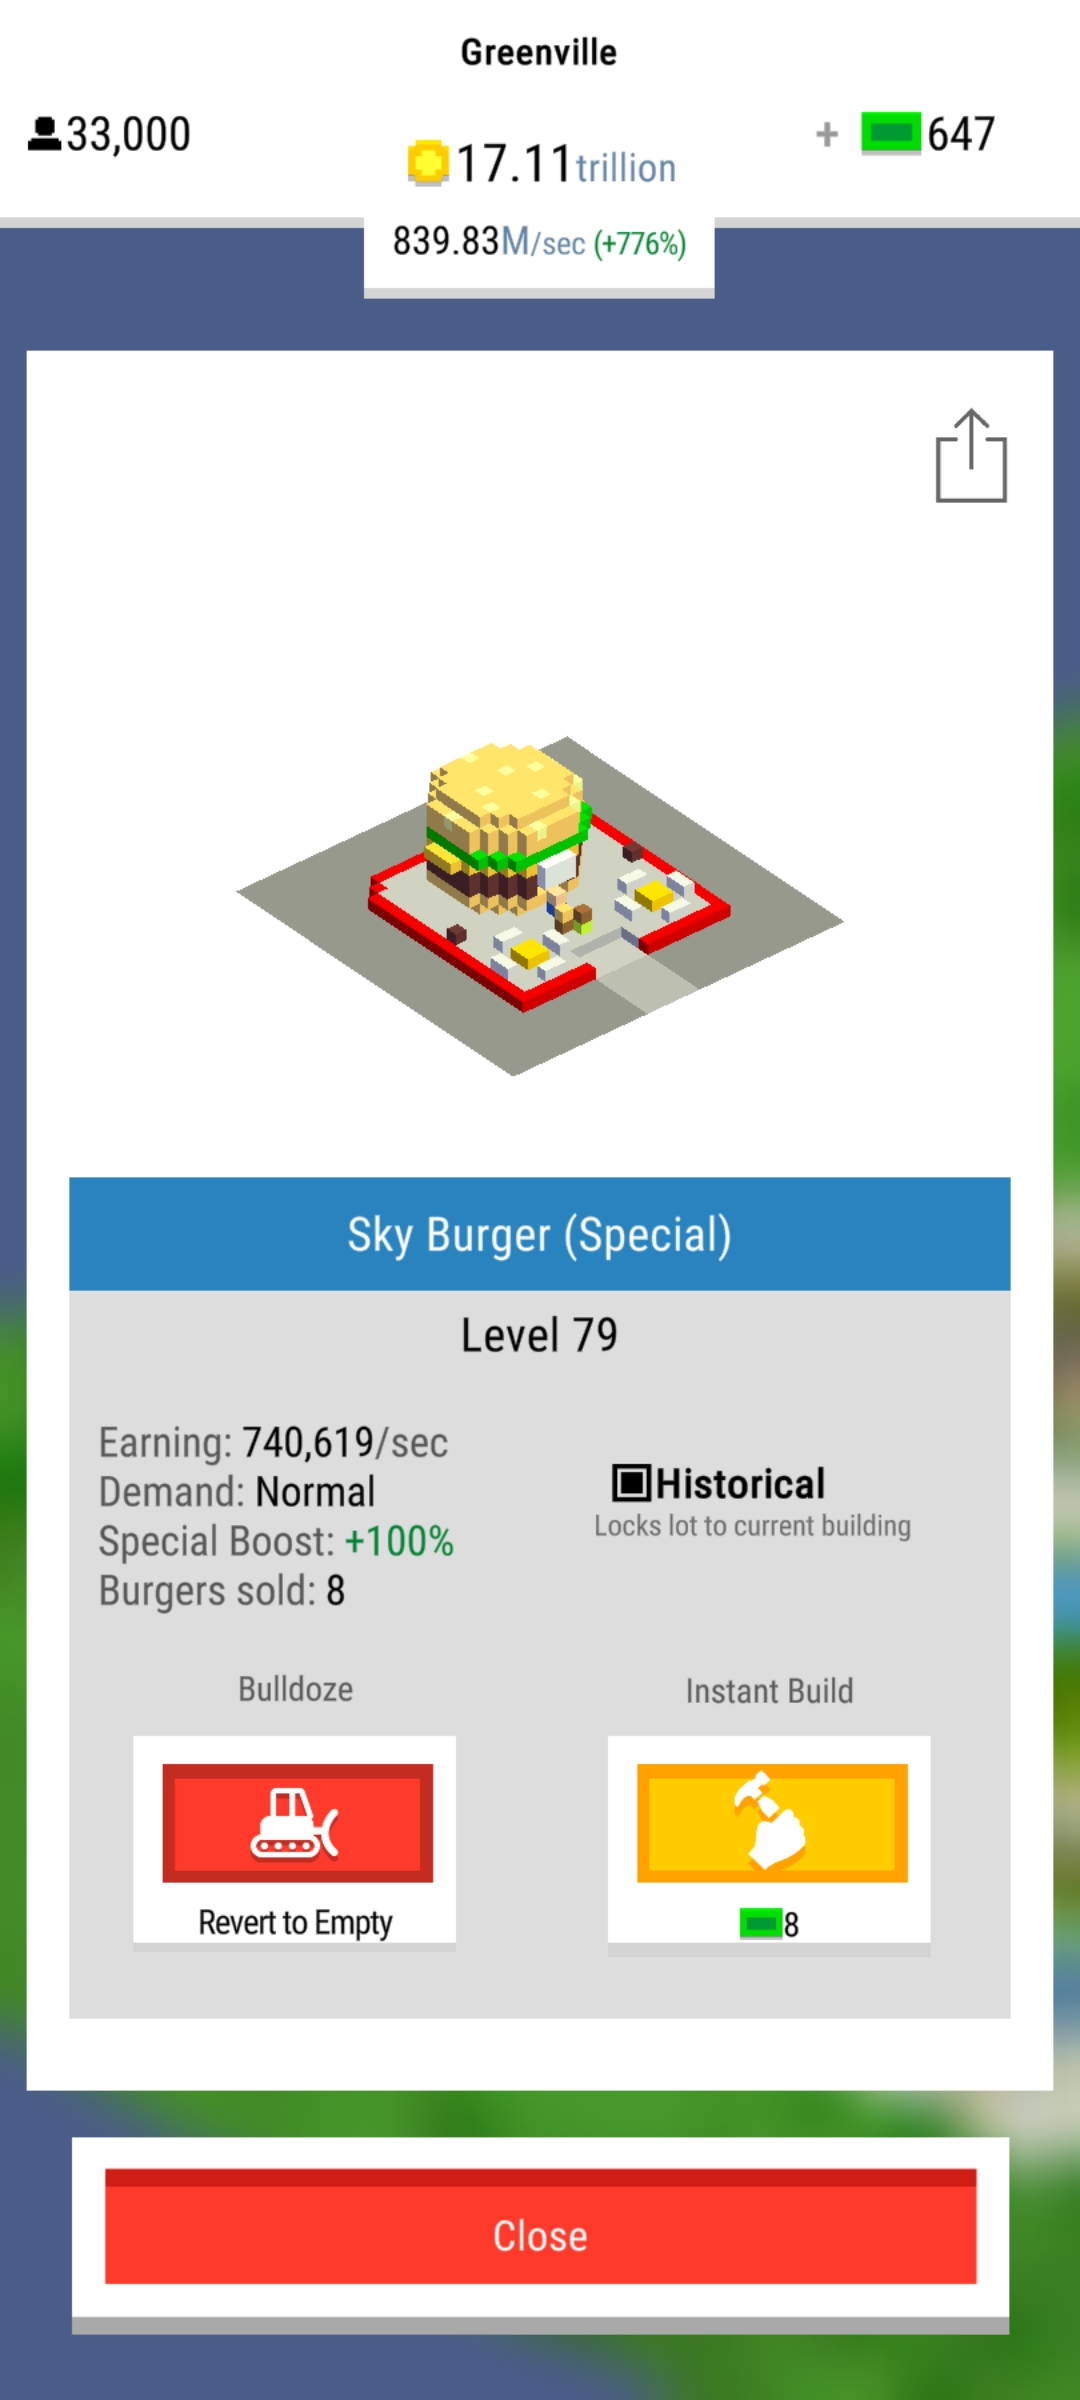 Greenville
33,000
17.11 trillion
+ 647
839.83M/sec (+776%)
Sky Burger (Special)
Level 79
Earning: 740,619/sec
Demand: Normal
Special Boost: +100%
Burgers sold: 8
Historical
Locks lot to current building
Bulldoze
Revert to Empty
Instant Build
8
Close